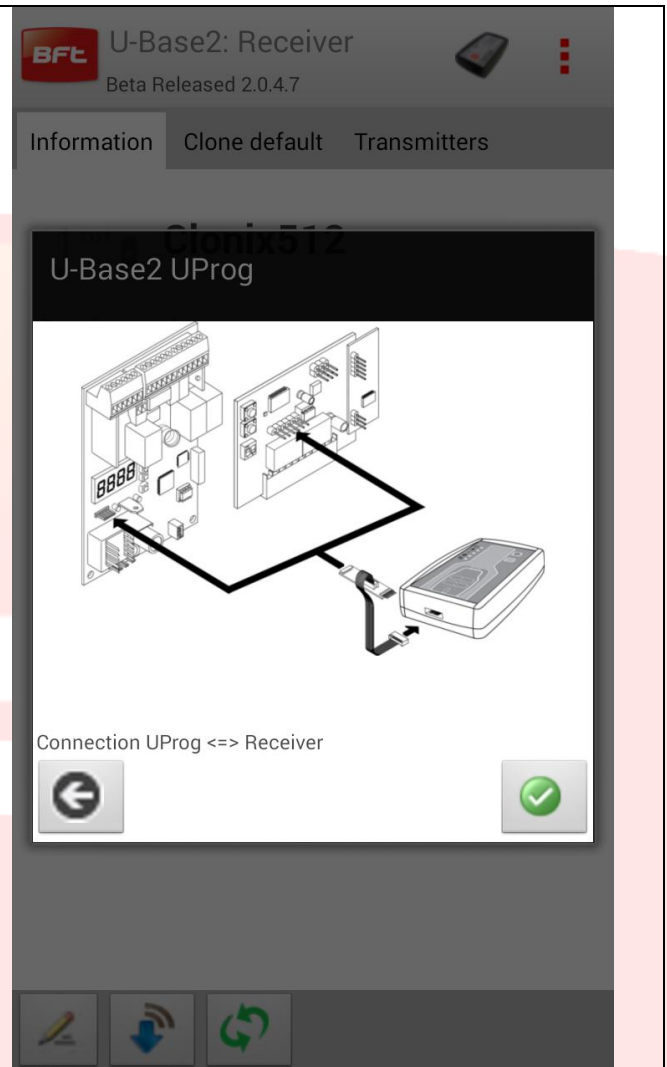 BFt
U-Base2: Receiver
Beta Released 2.0.4.7
Information Clone default Transmitters
Clonix512
U-Base2 UProg
8888
Connection UProg <=> Receiver